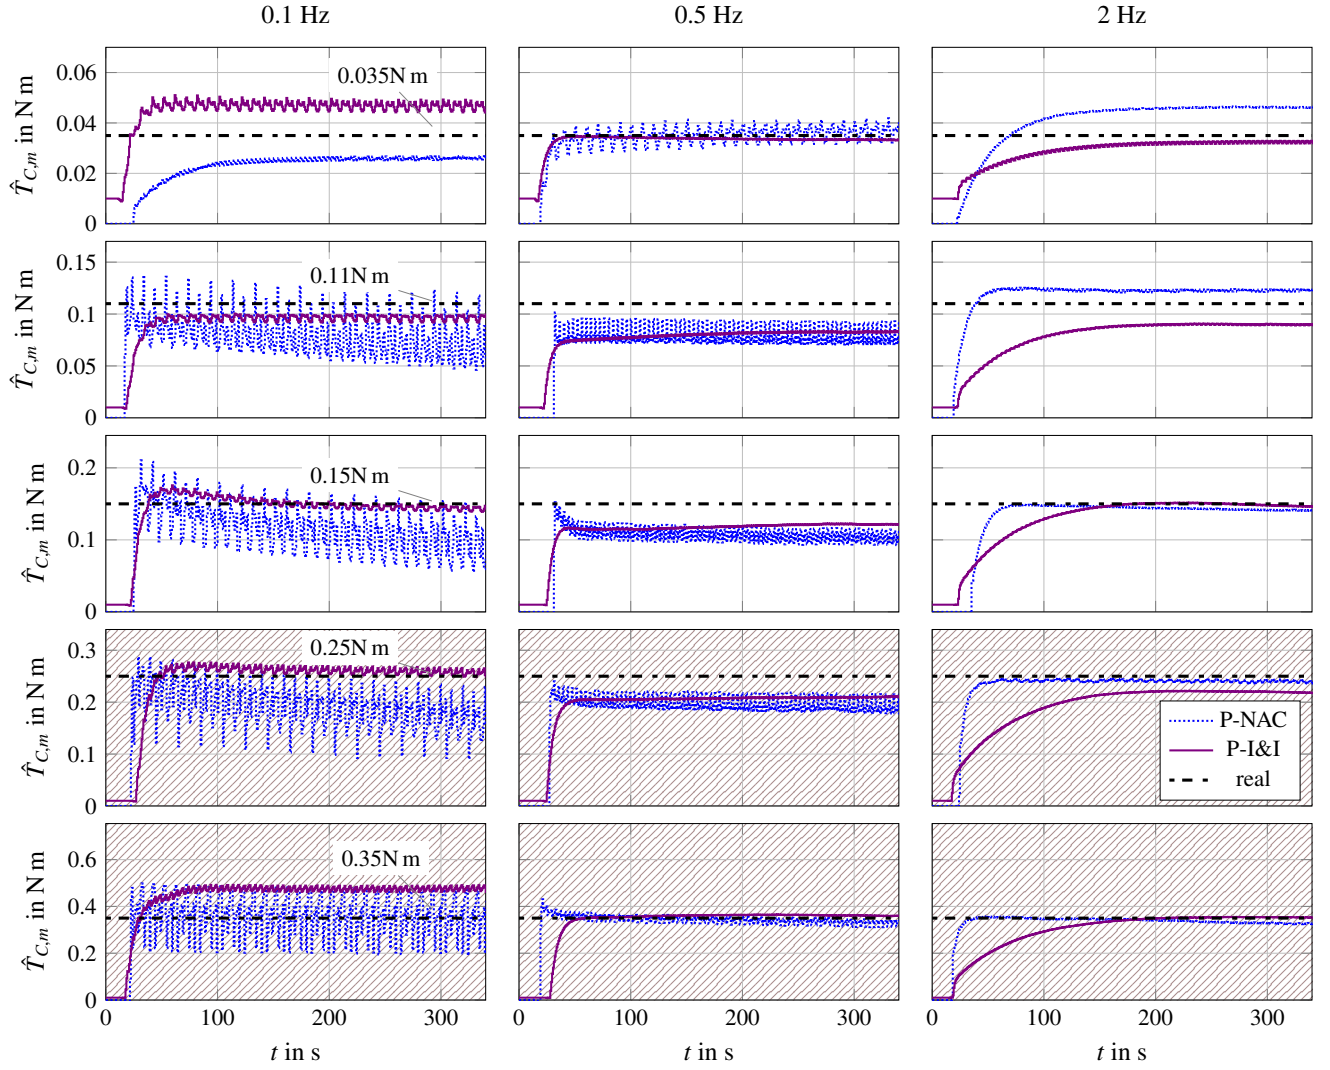 0.1 Hz 0.5 Hz 2 Hz
0.06
0.04
0.02
0
T̂C,m in N m
0.035N m
0.15
0.1
0.05
0
T̂C,m in N m
0.11N m
0.2
0.1
0
T̂C,m in N m
0.15N m
0.3
0.2
0.1
0
T̂C,m in N m
0.25N m
P-NAC
P-I&I
real
0.6
0.4
0.2
0
T̂C,m in N m
0.35N m
0 100 200 300 0 100 200 300 0 100 200 300
t in s t in s t in s